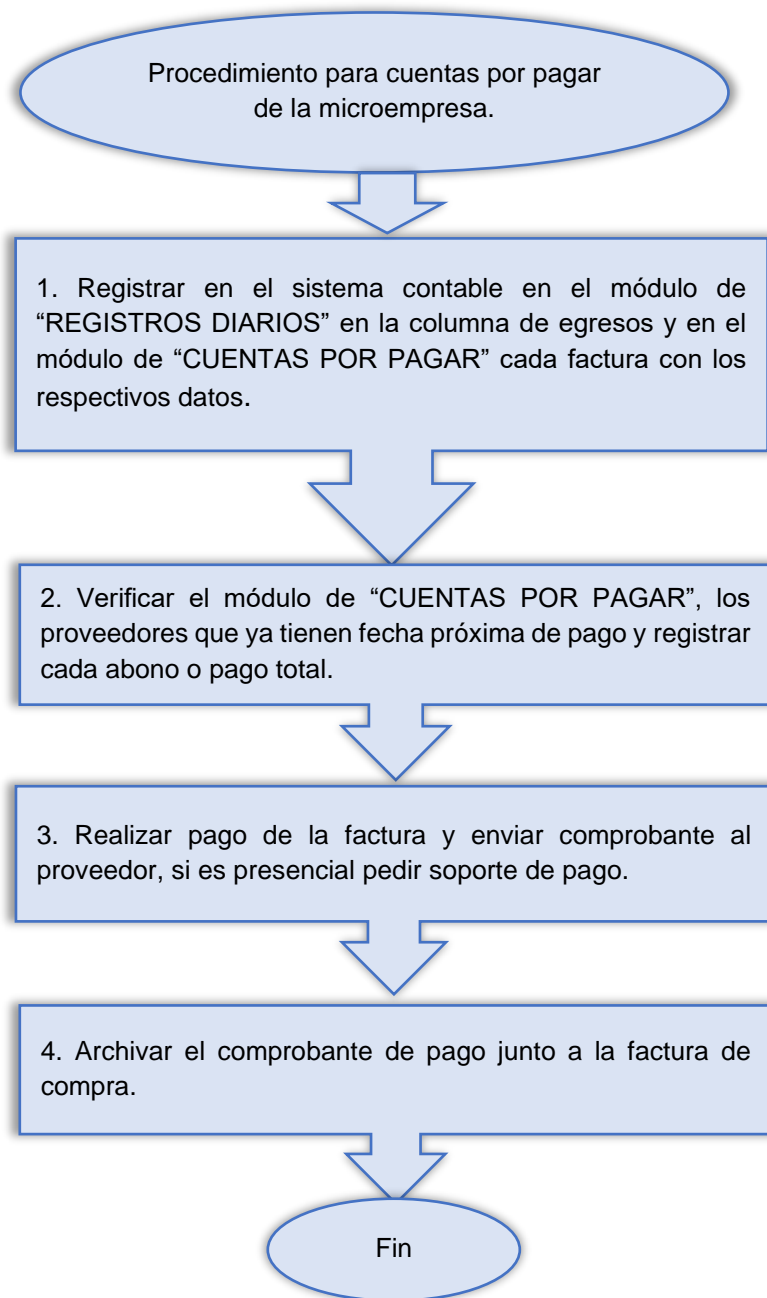 Procedimiento para cuentas por pagar
de la microempresa.
1. Registrar en el sistema contable en el módulo de
“REGISTROS DIARIOS” en la columna de egresos y en el
módulo de “CUENTAS POR PAGAR” cada factura con los
respectivos datos.
2. Verificar el módulo de “CUENTAS POR PAGAR”, los
proveedores que ya tienen fecha próxima de pago y registrar
cada abono o pago total.
3. Realizar pago de la factura y enviar comprobante al
proveedor, si es presencial pedir soporte de pago.
4. Archivar el comprobante de pago junto a la factura de
compra.
Fin